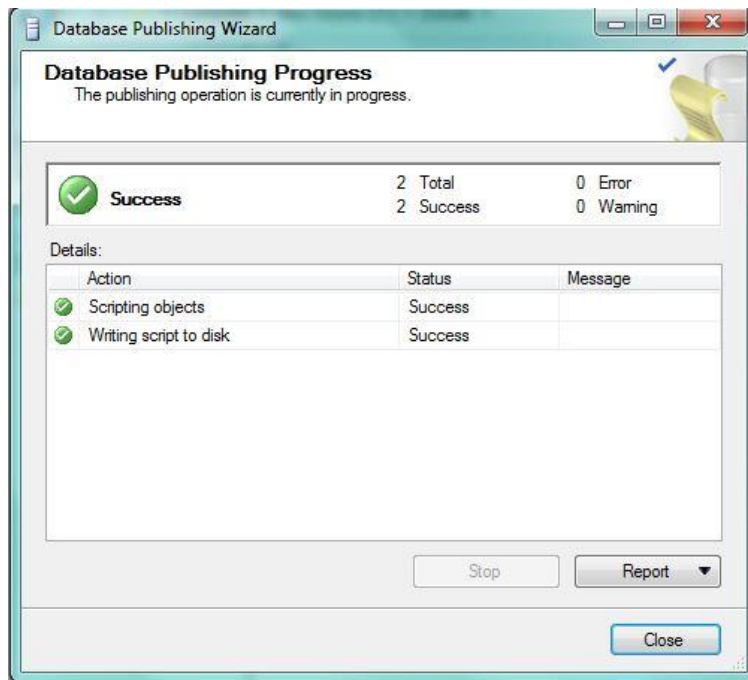 Database Publishing Wizard
Database Publishing Progress
The publishing operation is currently in progress.
Success
2 Total
0 Error
2 Success
0 Warning
Details:
Action Status Message
Scripting objects Success
Writing script to disk Success
Stop Report
Close